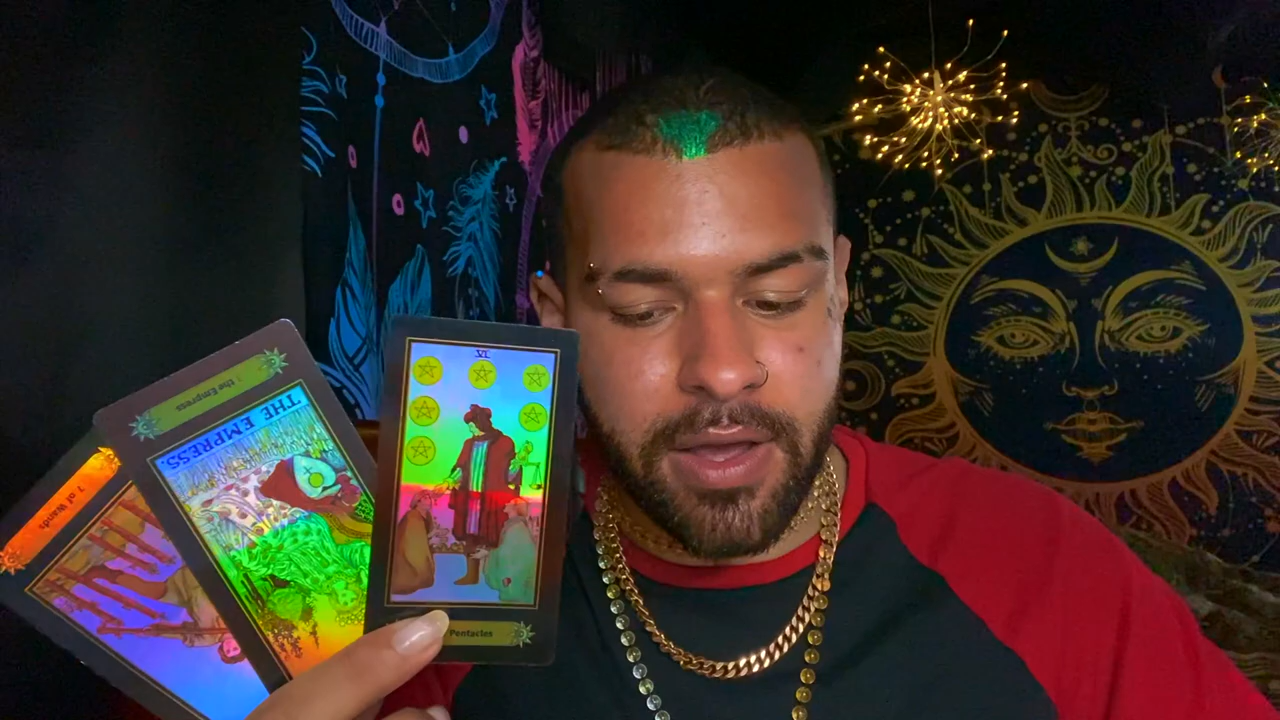 7 of Wands
the Empress
THE EMPRESS.
VI
Pentacles